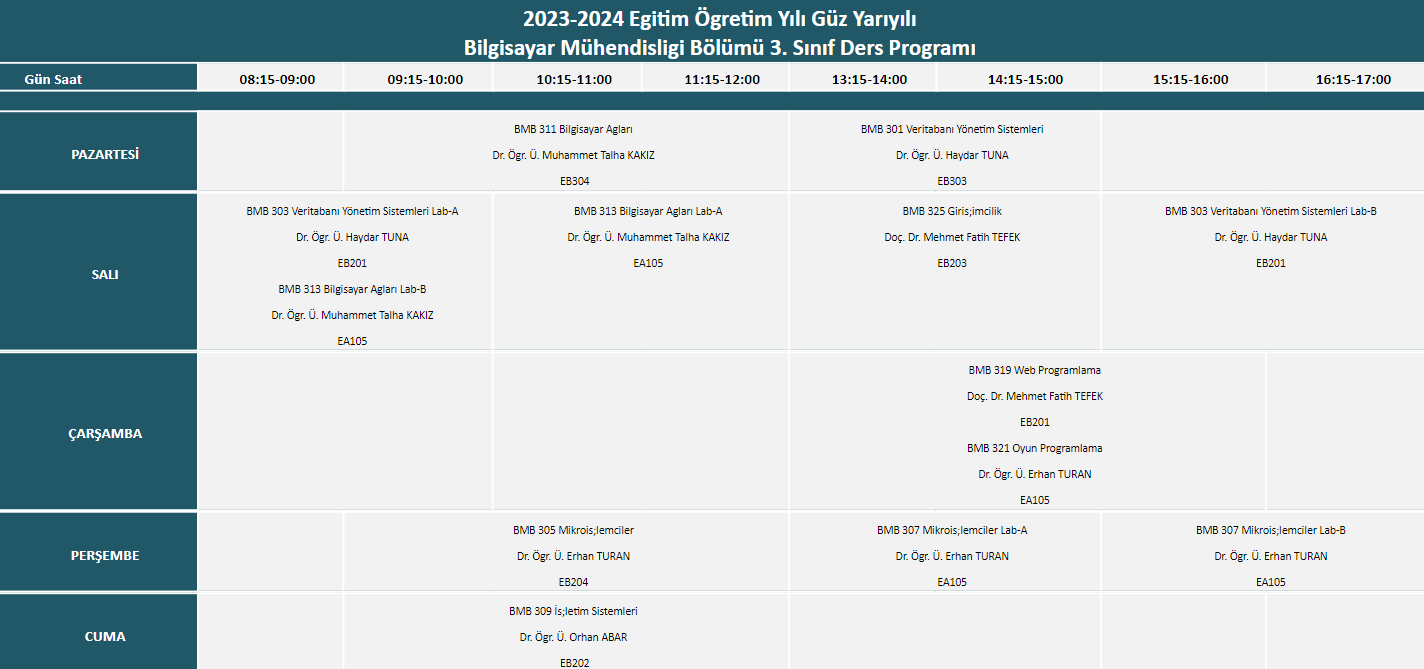 2023-2024 Egitim Ögretim Yılı Güz Yarıyılı
Bilgisayar Mühendisligi Bölümü 3. Sınıf Ders Programı
Gün Saat 08:15-09:00 09:15-10:00 10:15-11:00 11:15-12:00 13:15-14:00 14:15-15:00 15:15-16:00 16:15-17:00
PAZARTESİ
BMB 311 Bilgisayar Agları
Dr. Ögr. Ü. Muhammet Talha KAKIZ
EB304
BMB 301 Veritabanı Yönetim Sistemleri
Dr. Ögr. Ü. Haydar TUNA
EB303
SALI
BMB 303 Veritabanı Yönetim Sistemleri Lab-A
Dr. Ögr. Ü. Haydar TUNA
EB201
BMB 313 Bilgisayar Agları Lab-B
Dr. Ögr. Ü. Muhammet Talha KAKIZ
EA105
BMB 313 Bilgisayar Agları Lab-A
Dr. Ögr. Ü. Muhammet Talha KAKIZ
EA105
BMB 325 Giris;imcilik
Doç. Dr. Mehmet Fatih TEFEK
EB203
BMB 303 Veritabanı Yönetim Sistemleri Lab-B
Dr. Ögr. Ü. Haydar TUNA
EB201
ÇARŞAMBA
BMB 319 Web Programlama
Doç. Dr. Mehmet Fatih TEFEK
EB201
BMB 321 Oyun Programlama
Dr. Ögr. Ü. Erhan TURAN
EA105
PERŞEMBE
BMB 305 Mikrois;lemciler
Dr. Ögr. Ü. Erhan TURAN
EB204
BMB 307 Mikrois;lemciler Lab-A
Dr. Ögr. Ü. Erhan TURAN
EA105
BMB 307 Mikrois;lemciler Lab-B
Dr. Ögr. Ü. Erhan TURAN
EA105
CUMA
BMB 309 İs;letim Sistemleri
Dr. Ögr. Ü. Orhan ABAR
EB202